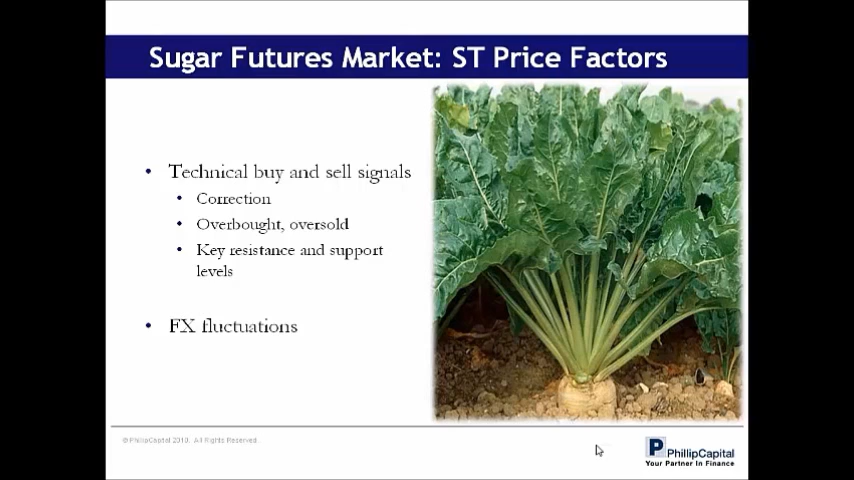 Sugar Futures Market: ST Price Factors
• Technical buy and sell signals
• Correction
• Overbought, oversold
• Key resistance and support
levels
• FX fluctuations
© PhillipCapital 2010. All Rights Reserved.
P PhillipCapital
Your Partner In Finance